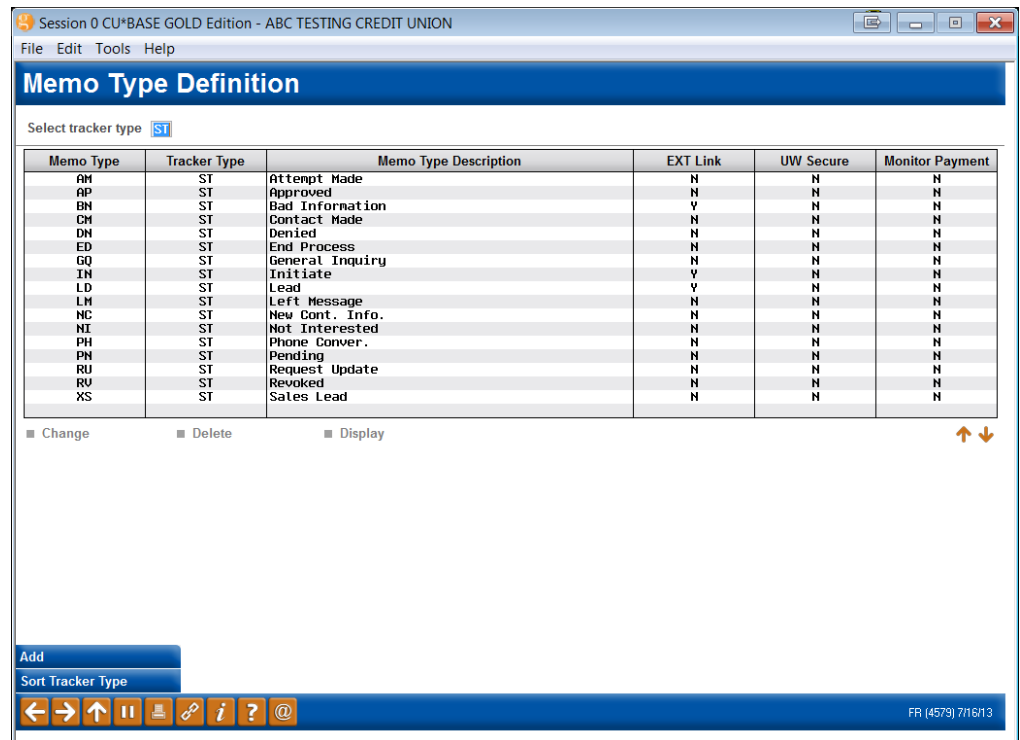 Session 0 CU*BASE GOLD Edition - ABC TESTING CREDIT UNION
File Edit Tools Help
Memo Type Definition
Select tracker type ST
Memo Type Tracker Type Memo Type Description EXT Link UW Secure Monitor Payment
AM ST Attempt Made N N N
AP ST Approved N N N
BN ST Bad Information Y N N
CM ST Contact Made N N N
DN ST Denied N N N
ED ST End Process N N N
GQ ST General Inquiry N N N
IN ST Initiate Y N N
LD ST Lead Y N N
LM ST Left Message N N N
NC ST New Cont. Info. N N N
NI ST Not Interested N N N
PH ST Phone Conver. N N N
PN ST Pending N N N
RU ST Request Update N N N
RV ST Revoked N N N
XS ST Sales Lead N N N
Change Delete Display
Add
Sort Tracker Type
i ? @ FR (4579) 7/16/13